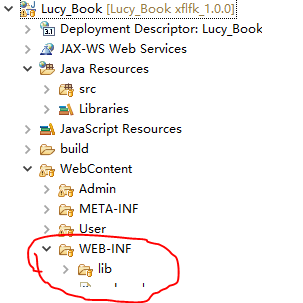 Lucy_Book [Lucy_Book xflfk_1.0.0]
Deployment Descriptor: Lucy_Book
JAX-WS Web Services
Java Resources
src
Libraries
JavaScript Resources
build
WebContent
Admin
META-INF
User
WEB-INF
lib